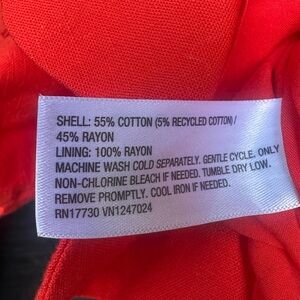 SHELL: 55% COTTON (5% RECYCLED COTTON) /
45% RAYON
LINING: 100% RAYON
MACHINE WASH COLD SEPARATELY. GENTLE CYCLE. ONLY
NON-CHLORINE BLEACH IF NEEDED. TUMBLE DRY LOW.
REMOVE PROMPTLY. COOL IRON IF NEEDED.
RN17730 VN1247024